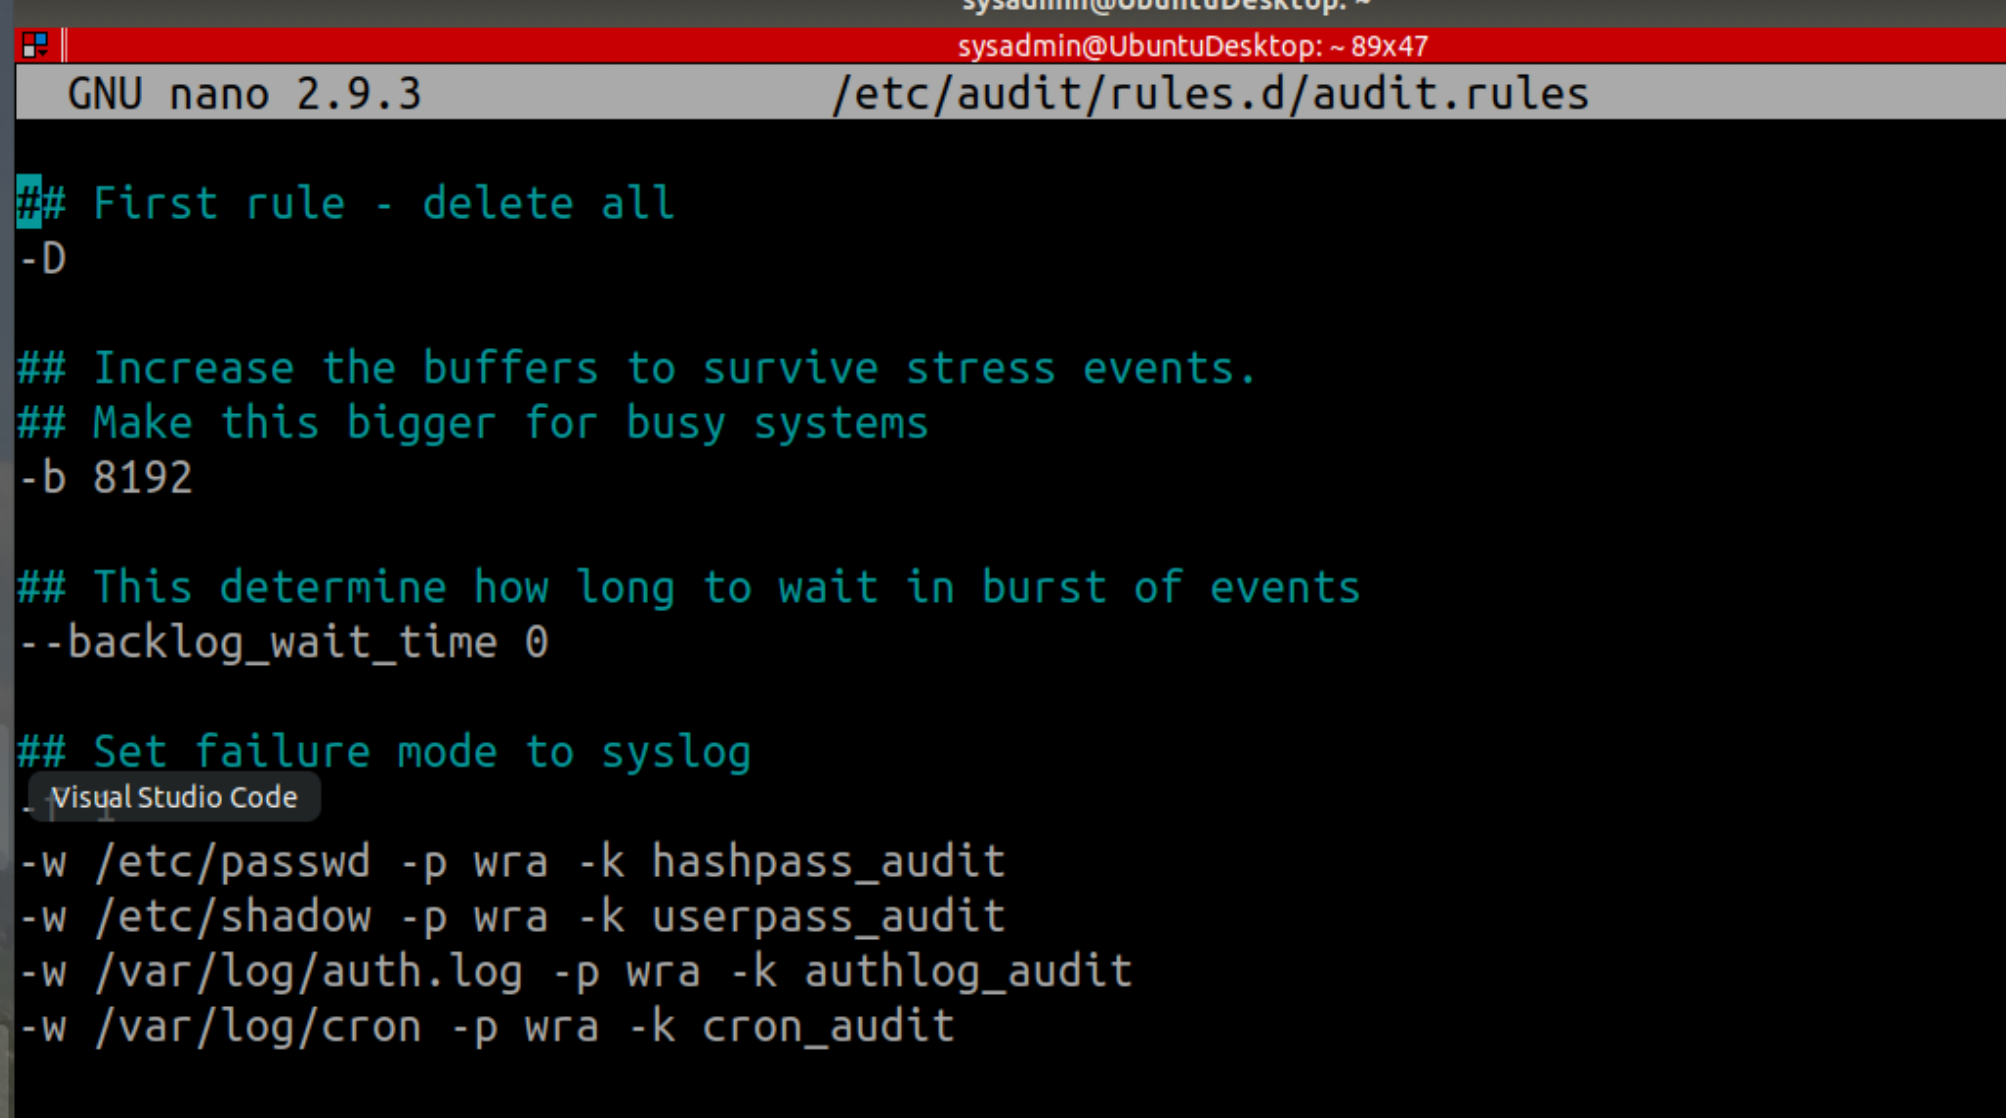 sysadmin@UbuntuDesktop: ~
sysadmin@UbuntuDesktop: ~ 89x47
GNU nano 2.9.3 /etc/audit/rules.d/audit.rules
## First rule - delete all
-D
## Increase the buffers to survive stress events.
## Make this bigger for busy systems
-b 8192
## This determine how long to wait in burst of events
--backlog_wait_time 0
## Set failure mode to syslog
-f 1
Visual Studio Code
-w /etc/passwd -p wra -k hashpass_audit
-w /etc/shadow -p wra -k userpass_audit
-w /var/log/auth.log -p wra -k authlog_audit
-w /var/log/cron -p wra -k cron_audit